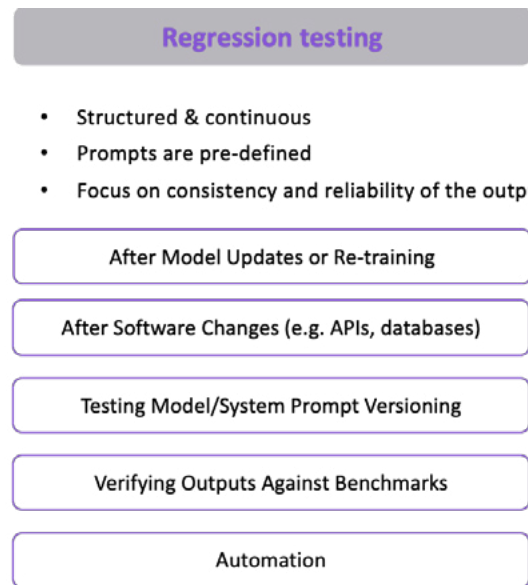 Regression testing
• Structured & continuous
• Prompts are pre-defined
• Focus on consistency and reliability of the outp
After Model Updates or Re-training
After Software Changes (e.g. APIs, databases)
Testing Model/System Prompt Versioning
Verifying Outputs Against Benchmarks
Automation